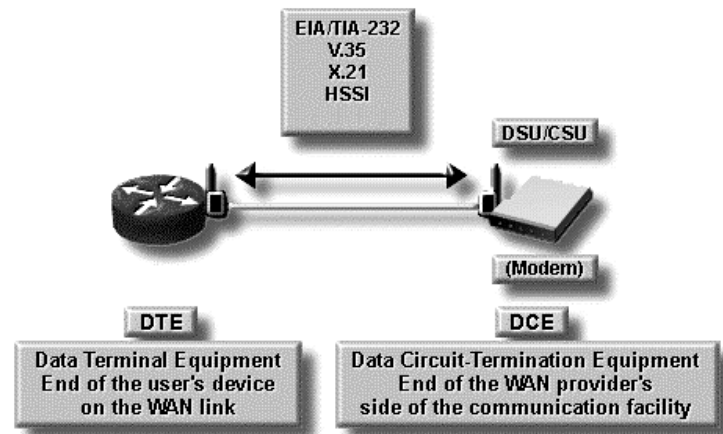 EIA/TIA-232
V.35
X.21
HSSI
DSU/CSU
(Modem)
DTE
DCE
Data Terminal Equipment
End of the user's device
on the WAN link
Data Circuit-Termination Equipment
End of the WAN provider's
side of the communication facility